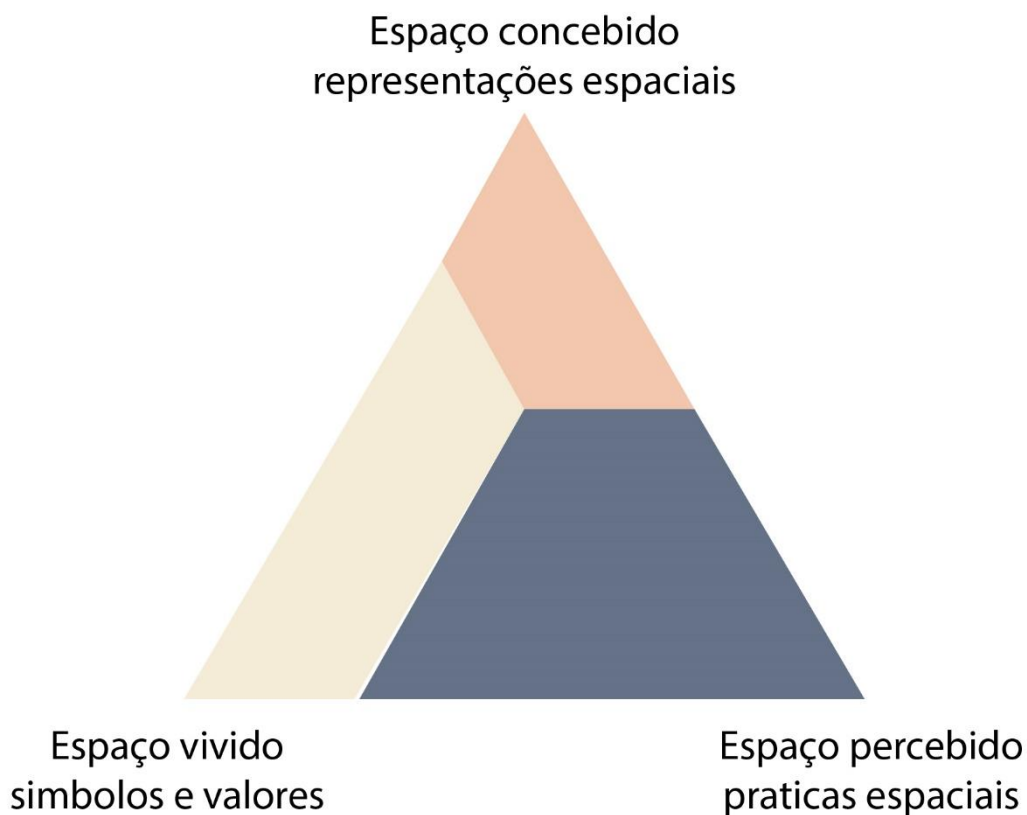 Espaço concebido
representações espaciais
Espaço vivido
simbolos e valores
Espaço percebido
praticas espaciais